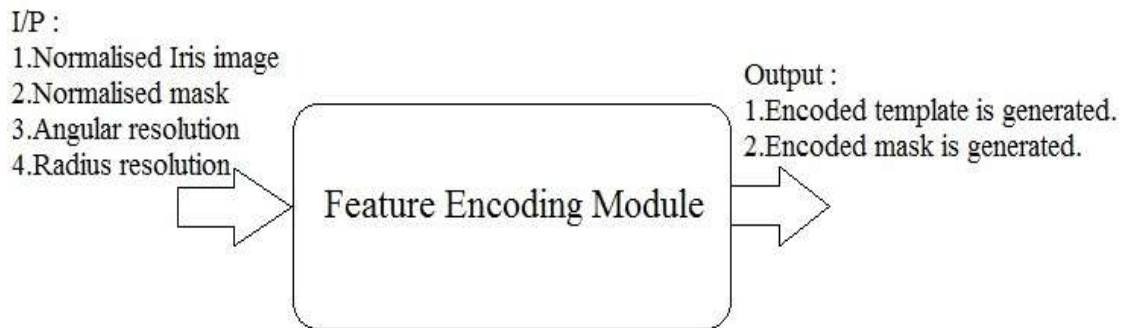 I/P :
1.Normalised Iris image
2.Normalised mask
3.Angular resolution
4.Radius resolution
Feature Encoding Module
Output :
1.Encoded template is generated.
2.Encoded mask is generated.